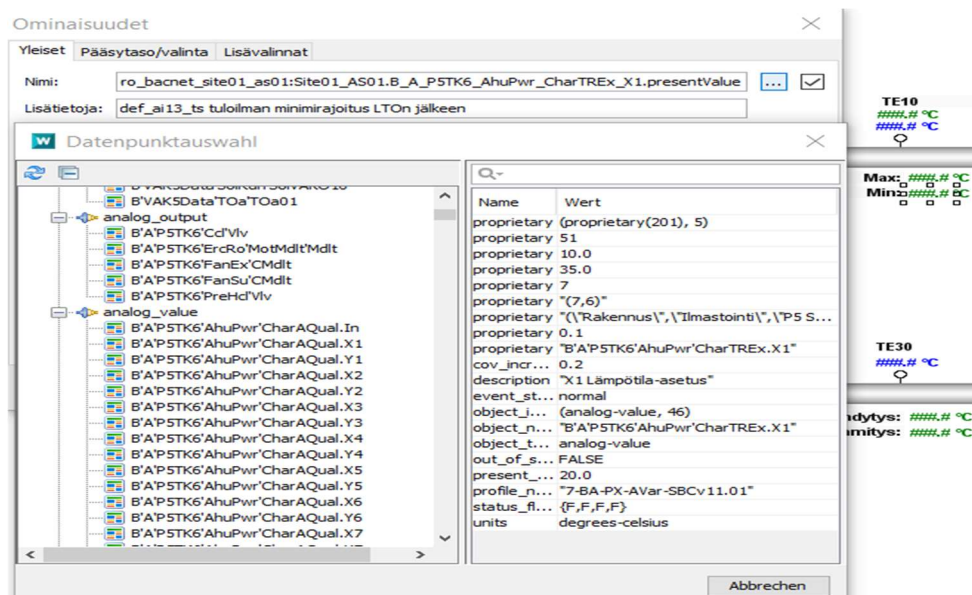 Ominaisuudet
Yleiset Pääsytaso/valinta Lisävalinnat
Nimi: ro_bacnet_site01_as01:Site01_AS01.B_A_P5TK6_AhuPwr_CharTREx_X1.presentValue ...
Lisätietoja: def_ai13_ts tuloilman minimirajoitus LTOn jälkeen
W Datenpunktauswahl
B'VAK5Data'TOa'TOa01
analog_output
B'A'P5TK6'Ccl'Vlv
B'A'P5TK6'ErcRo'MotMdlt'Mdlt
B'A'P5TK6'FanEx'CMdlt
B'A'P5TK6'FanSu'CMdlt
B'A'P5TK6'PreHcl'Vlv
analog_value
B'A'P5TK6'AhuPwr'CharAQual.In
B'A'P5TK6'AhuPwr'CharAQual.X1
B'A'P5TK6'AhuPwr'CharAQual.Y1
B'A'P5TK6'AhuPwr'CharAQual.X2
B'A'P5TK6'AhuPwr'CharAQual.Y2
B'A'P5TK6'AhuPwr'CharAQual.X3
B'A'P5TK6'AhuPwr'CharAQual.Y3
B'A'P5TK6'AhuPwr'CharAQual.X4
B'A'P5TK6'AhuPwr'CharAQual.Y4
B'A'P5TK6'AhuPwr'CharAQual.X5
B'A'P5TK6'AhuPwr'CharAQual.Y5
B'A'P5TK6'AhuPwr'CharAQual.X6
B'A'P5TK6'AhuPwr'CharAQual.Y6
B'A'P5TK6'AhuPwr'CharAQual.X7
Name Wert
proprietary (proprietary(201), 5)
proprietary 51
proprietary 10.0
proprietary 35.0
proprietary 7
proprietary "(7,6)"
proprietary "(\"Rakennus\",\"Ilmastointi\",\"P5 S...
proprietary 0.1
proprietary "B'A'P5TK6'AhuPwr'CharTREx.X1"
cov_incr... 0.2
description "X1 Lämpötila-asetus"
event_st... normal
object_i... (analog-value, 46)
object_n... "B'A'P5TK6'AhuPwr'CharTREx.X1"
object_t... analog-value
out_of_s... FALSE
present_... 20.0
profile_n... "7-BA-PX-AVar-SBCv11.01"
status_fl... {F,F,F,F}
units degrees-celsius
Abbrechen
TE10
###.# °C
###.# °C
Max: ###.# °C
Min: ###.# °C
TE30
###.# °C
dytys: ###.# °C
mitys: ###.# °C